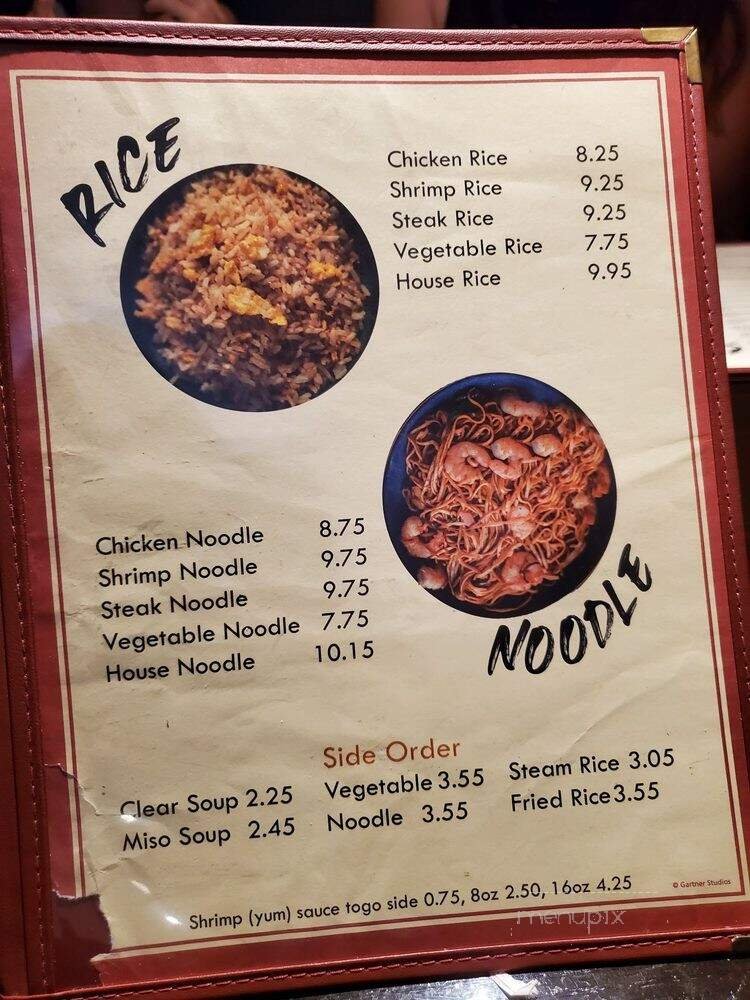 RICE
Chicken Rice 8.25
Shrimp Rice 9.25
Steak Rice 9.25
Vegetable Rice 7.75
House Rice 9.95
Chicken Noodle 8.75
Shrimp Noodle 9.75
Steak Noodle 9.75
Vegetable Noodle 7.75
House Noodle 10.15
NOODLE
Side Order
Clear Soup 2.25 Vegetable 3.55 Steam Rice 3.05
Miso Soup 2.45 Noodle 3.55 Fried Rice 3.55
Shrimp (yum) sauce togo side 0.75, 8oz 2.50, 16oz 4.25
© Gartner Studios
menupix